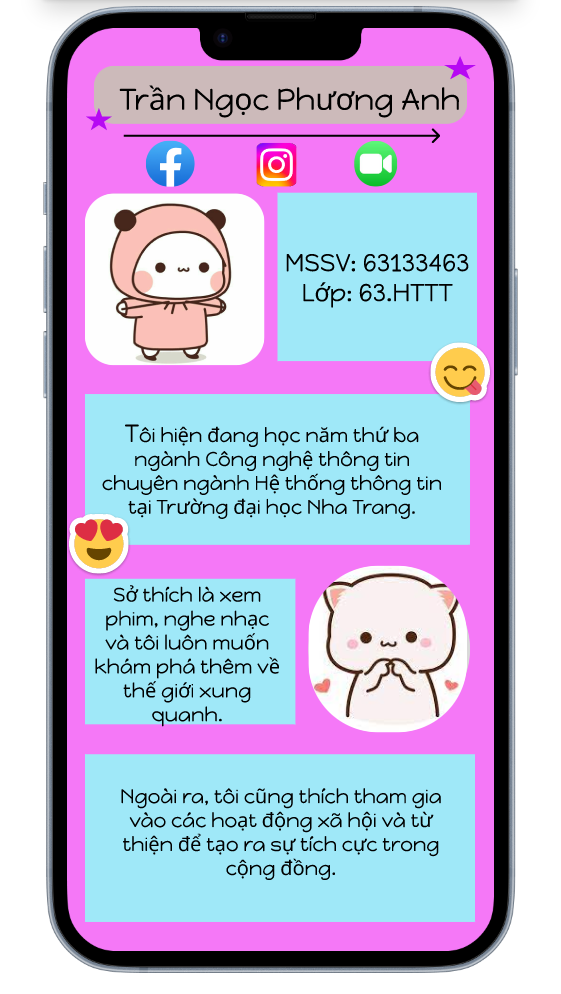 Trần Ngọc Phương Anh
MSSV: 63133463
Lớp: 63.HTTT
Tôi hiện đang học năm thứ ba
ngành Công nghệ thông tin
chuyên ngành Hệ thống thông tin
tại Trường đại học Nha Trang.
Sở thích là xem
phim, nghe nhạc
và tôi luôn muốn
khám phá thêm về
thế giới xung
quanh.
Ngoài ra, tôi cũng thích tham gia
vào các hoạt động xã hội và từ
thiện để tạo ra sự tích cực trong
cộng đồng.